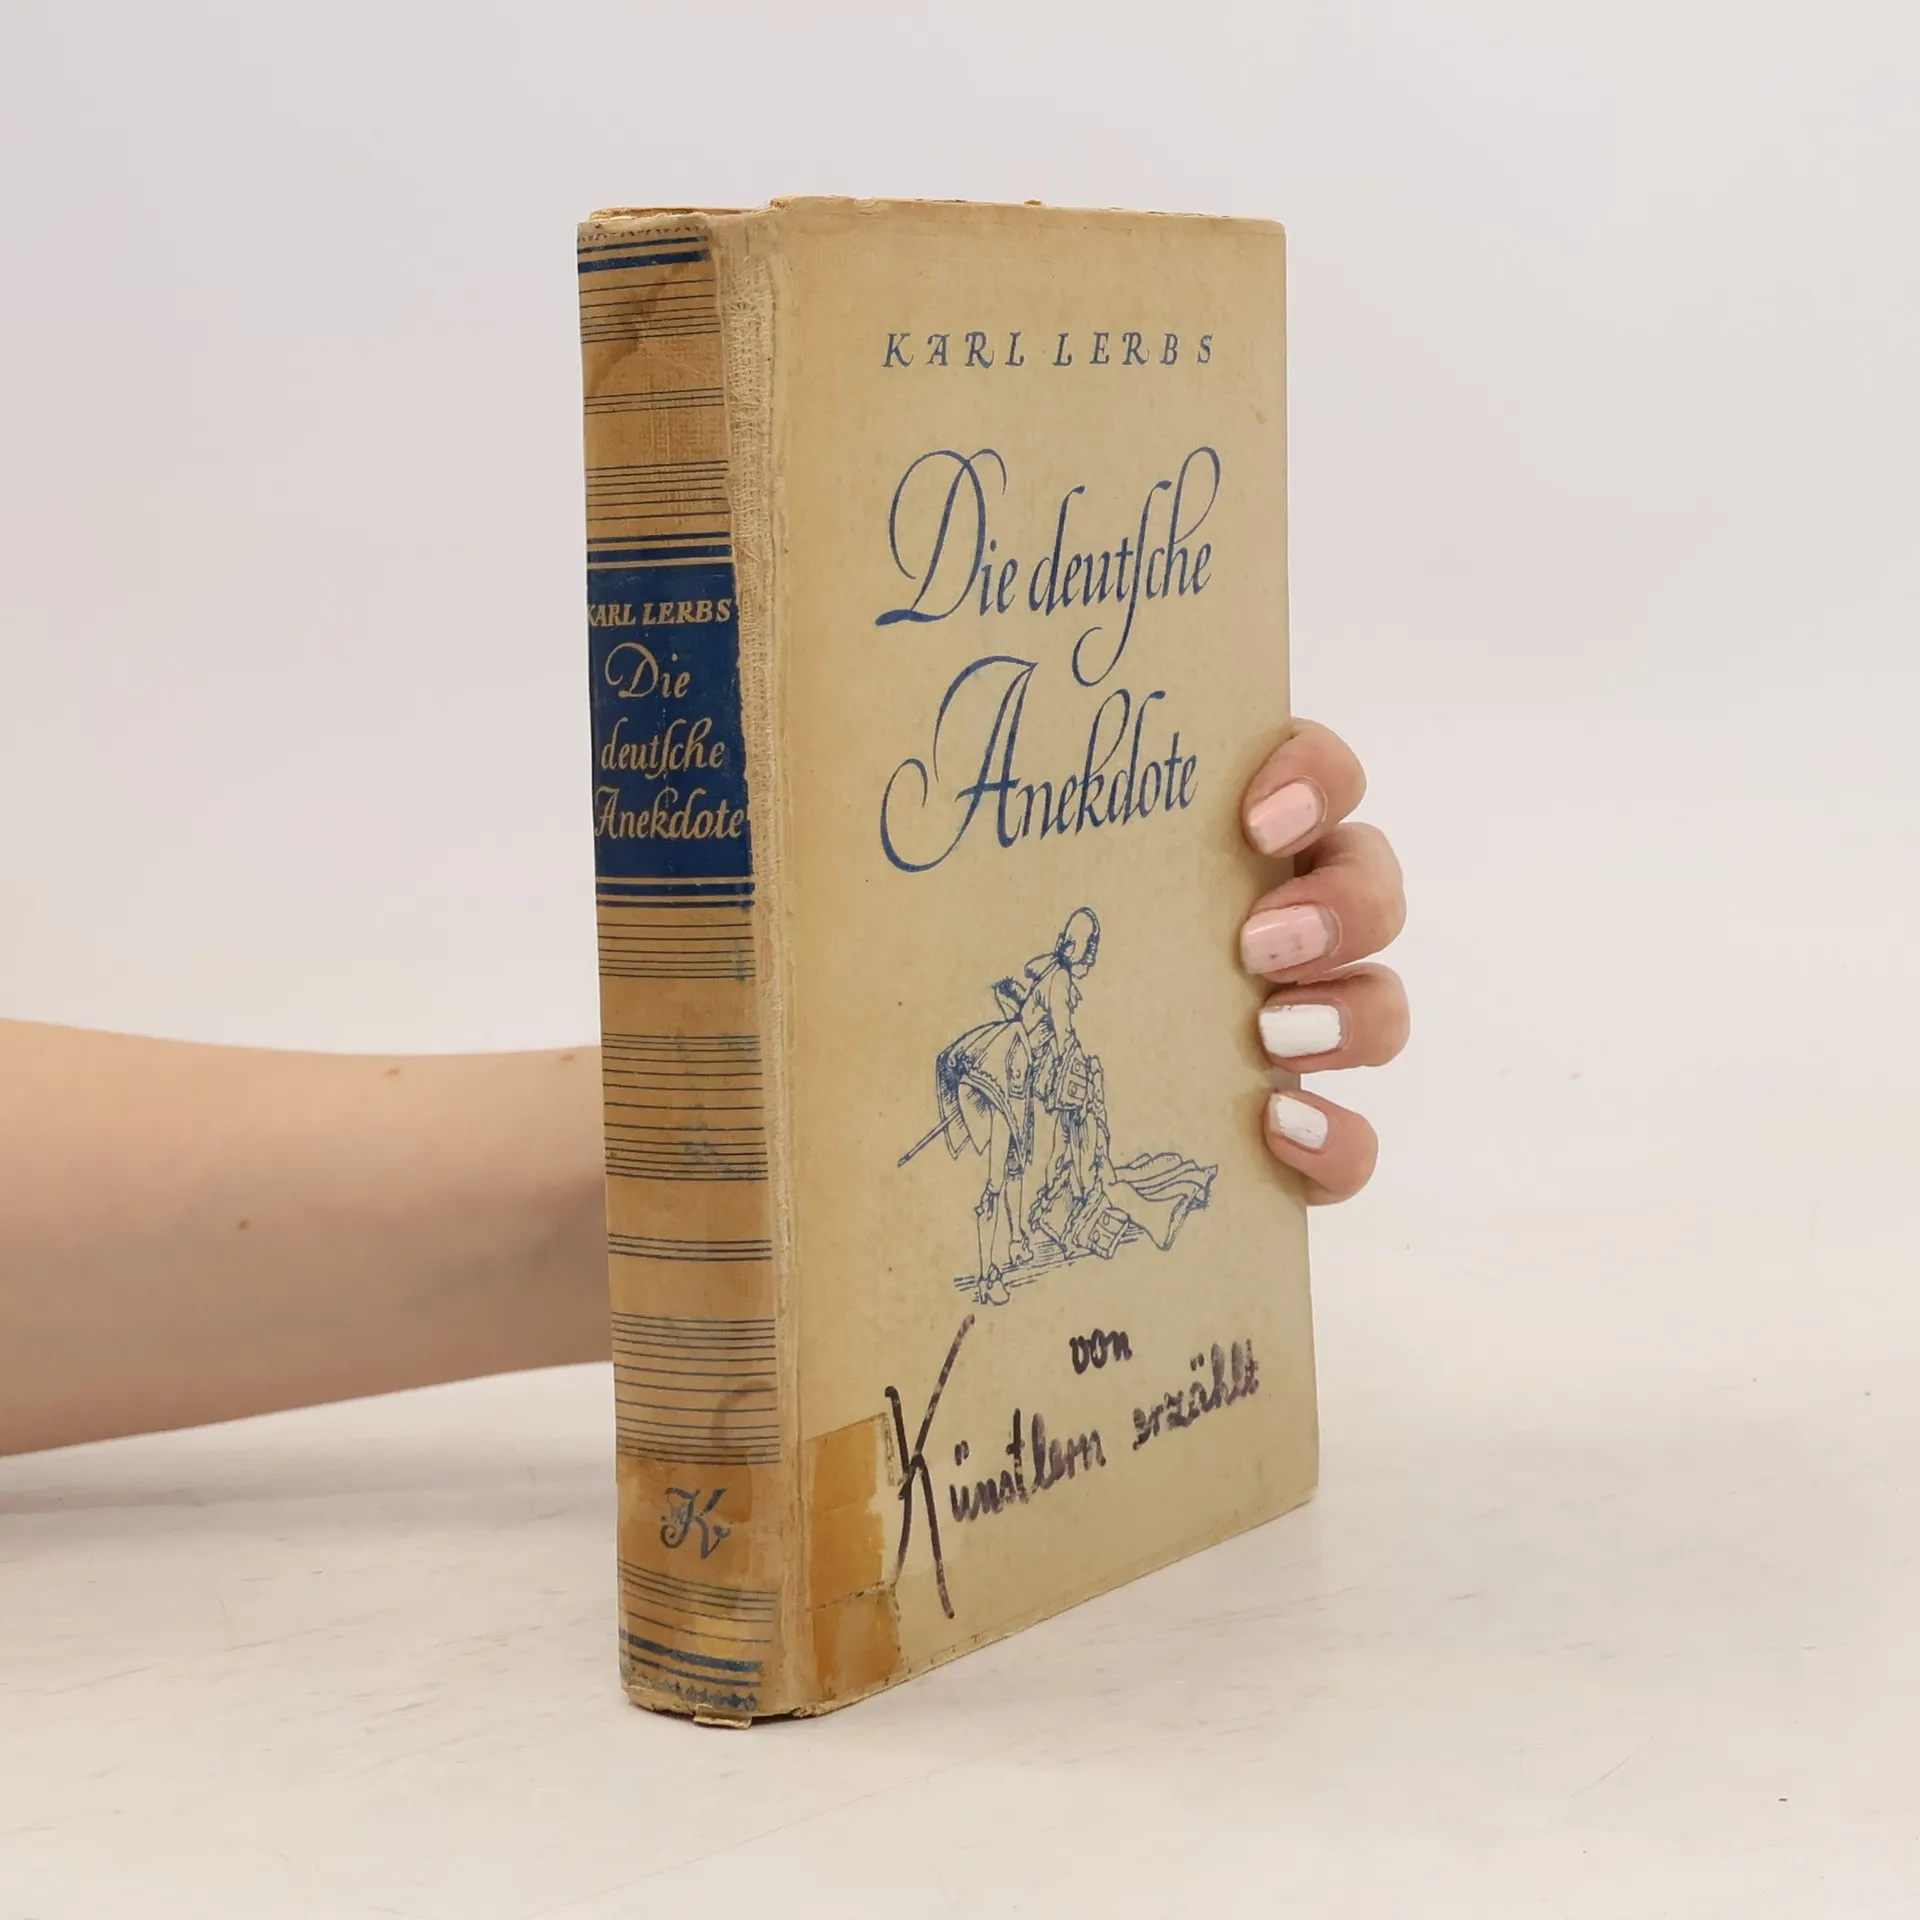 KARL LERBS
Die
deutſche
Anekdote
K
KARL LERBS
Die deutſche
Anekdote
von
Künstlern erzählt